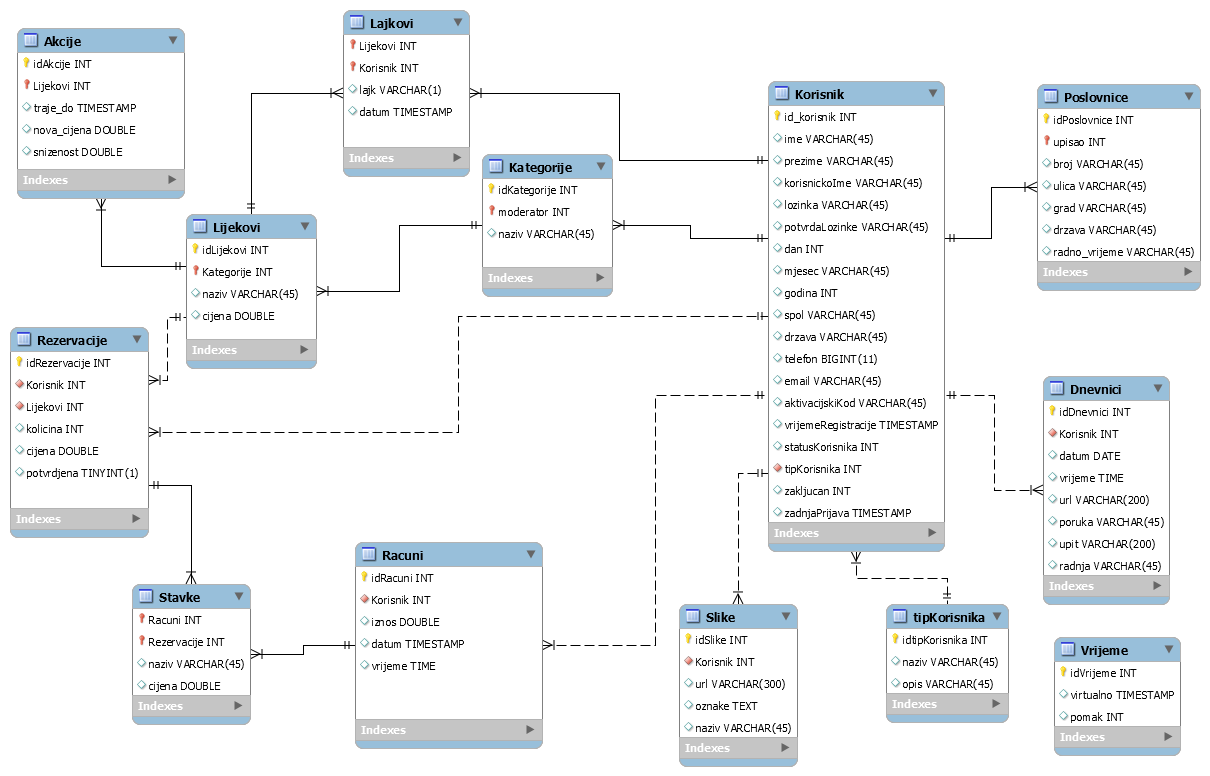 Akcije
idAkcije INT
Lijekovi INT
traje_do TIMESTAMP
nova_cijena DOUBLE
snizenost DOUBLE
Indexes
Lajkovi
Lijekovi INT
Korisnik INT
lajk VARCHAR(1)
datum TIMESTAMP
Indexes
Kategorije
idKategorije INT
moderator INT
naziv VARCHAR(45)
Indexes
Lijekovi
idLijekovi INT
Kategorije INT
naziv VARCHAR(45)
cijena DOUBLE
Indexes
Korisnik
id_korisnik INT
ime VARCHAR(45)
prezime VARCHAR(45)
korisnickoIme VARCHAR(45)
lozinka VARCHAR(45)
potvrdaLozinke VARCHAR(45)
dan INT
mjesec VARCHAR(45)
godina INT
spol VARCHAR(45)
drzava VARCHAR(45)
telefon BIGINT(11)
email VARCHAR(45)
aktivacijskiKod VARCHAR(45)
vrijemeRegistracije TIMESTAMP
statusKorisnika INT
tipKorisnika INT
zakljucan INT
zadnjaPrijava TIMESTAMP
Indexes
Poslovnice
idPoslovnice INT
upisao INT
broj VARCHAR(45)
ulica VARCHAR(45)
grad VARCHAR(45)
drzava VARCHAR(45)
radno_vrijeme VARCHAR(45)
Indexes
Rezervacije
idRezervacije INT
Korisnik INT
Lijekovi INT
kolicina INT
cijena DOUBLE
potvrdjena TINYINT(1)
Indexes
Dnevnici
idDnevnici INT
Korisnik INT
datum DATE
vrijeme TIME
url VARCHAR(200)
poruka VARCHAR(45)
upit VARCHAR(200)
radnja VARCHAR(45)
Indexes
Stavke
Racuni INT
Rezervacije INT
naziv VARCHAR(45)
cijena DOUBLE
Indexes
Racuni
idRacuni INT
Korisnik INT
iznos DOUBLE
datum TIMESTAMP
vrijeme TIME
Indexes
Slike
idSlike INT
Korisnik INT
url VARCHAR(300)
oznake TEXT
naziv VARCHAR(45)
Indexes
tipKorisnika
idtipKorisnika INT
naziv VARCHAR(45)
opis VARCHAR(45)
Indexes
Vrijeme
idVrijeme INT
virtualno TIMESTAMP
pomak INT
Indexes